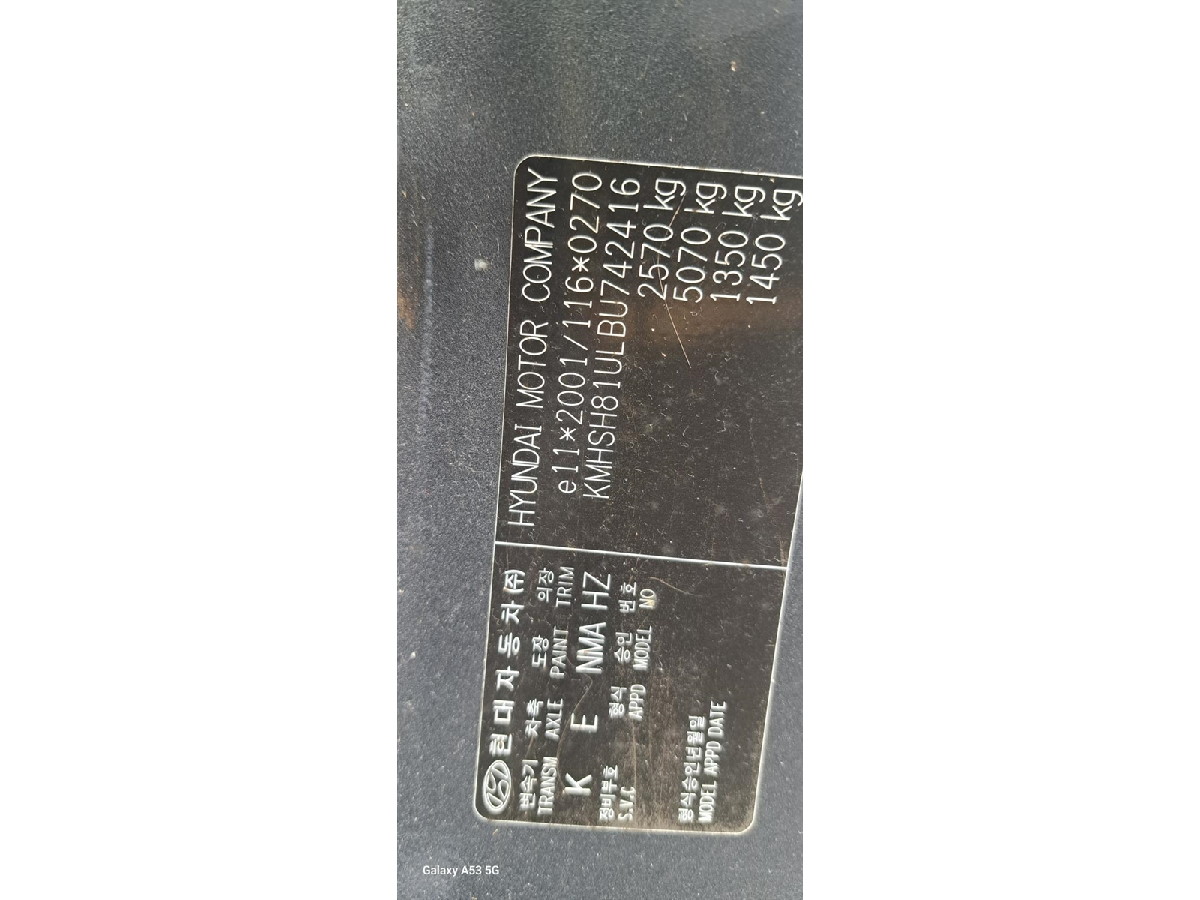 현대자동차(주)
변속기 차축 도장 의장
TRANSM AXLE PAINT TRIM
K E NMA HZ
정비부호 형식 승인 번호
S.V.C APPD MODEL NO
형식승인년월일
MODEL APPD DATE
HYUNDAI MOTOR COMPANY
e11*2001/116*0270
KMHSH81ULBU742416
2570 kg
5070 kg
1350 kg
1450 kg
Galaxy A53 5G